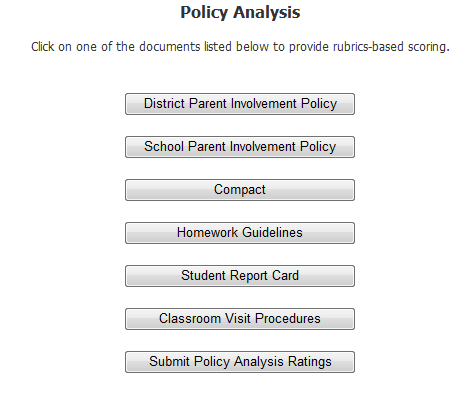 Policy Analysis
Click on one of the documents listed below to provide rubrics-based scoring.
District Parent Involvement Policy
School Parent Involvement Policy
Compact
Homework Guidelines
Student Report Card
Classroom Visit Procedures
Submit Policy Analysis Ratings